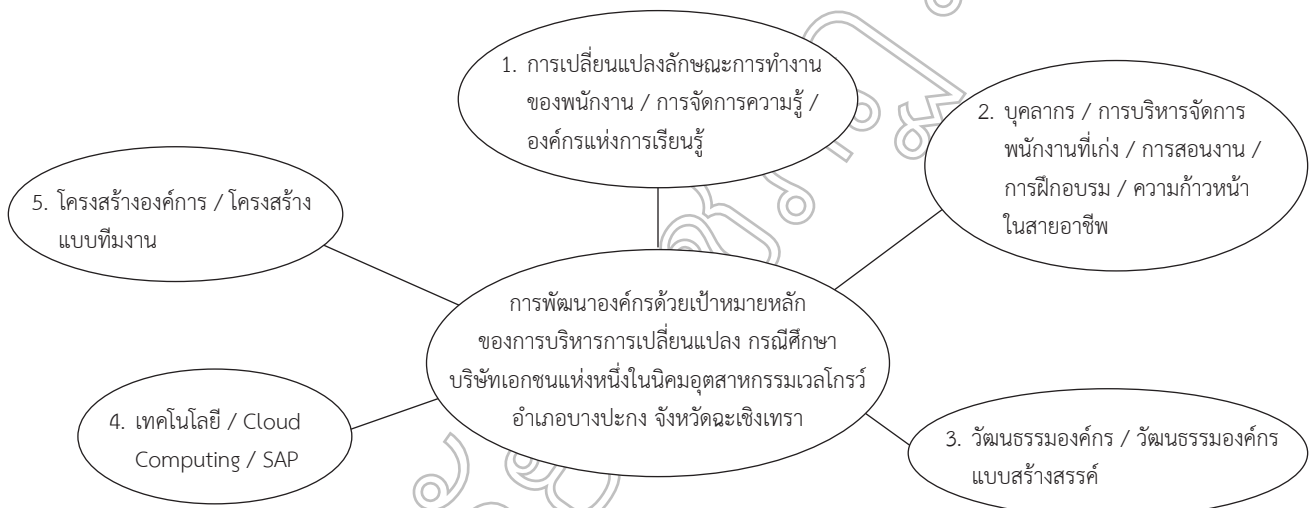 1. การเปลี่ยนแปลงลักษณะการทำงาน
ของพนักงาน / การจัดการความรู้ /
องค์กรแห่งการเรียนรู้
2. บุคลากร / การบริหารจัดการ
พนักงานที่เก่ง / การสอนงาน /
การฝึกอบรม / ความก้าวหน้า
ในสายอาชีพ
5. โครงสร้างองค์การ / โครงสร้าง
แบบทีมงาน
การพัฒนาองค์กรด้วยเป้าหมายหลัก
ของการบริหารการเปลี่ยนแปลง กรณีศึกษา
บริษัทเอกชนแห่งหนึ่งในนิคมอุตสาหกรรมเวลโกรว์
อำเภอบางปะกง จังหวัดฉะเชิงเทรา
4. เทคโนโลยี / Cloud
Computing / SAP
3. วัฒนธรรมองค์กร / วัฒนธรรมองค์กร
แบบสร้างสรรค์